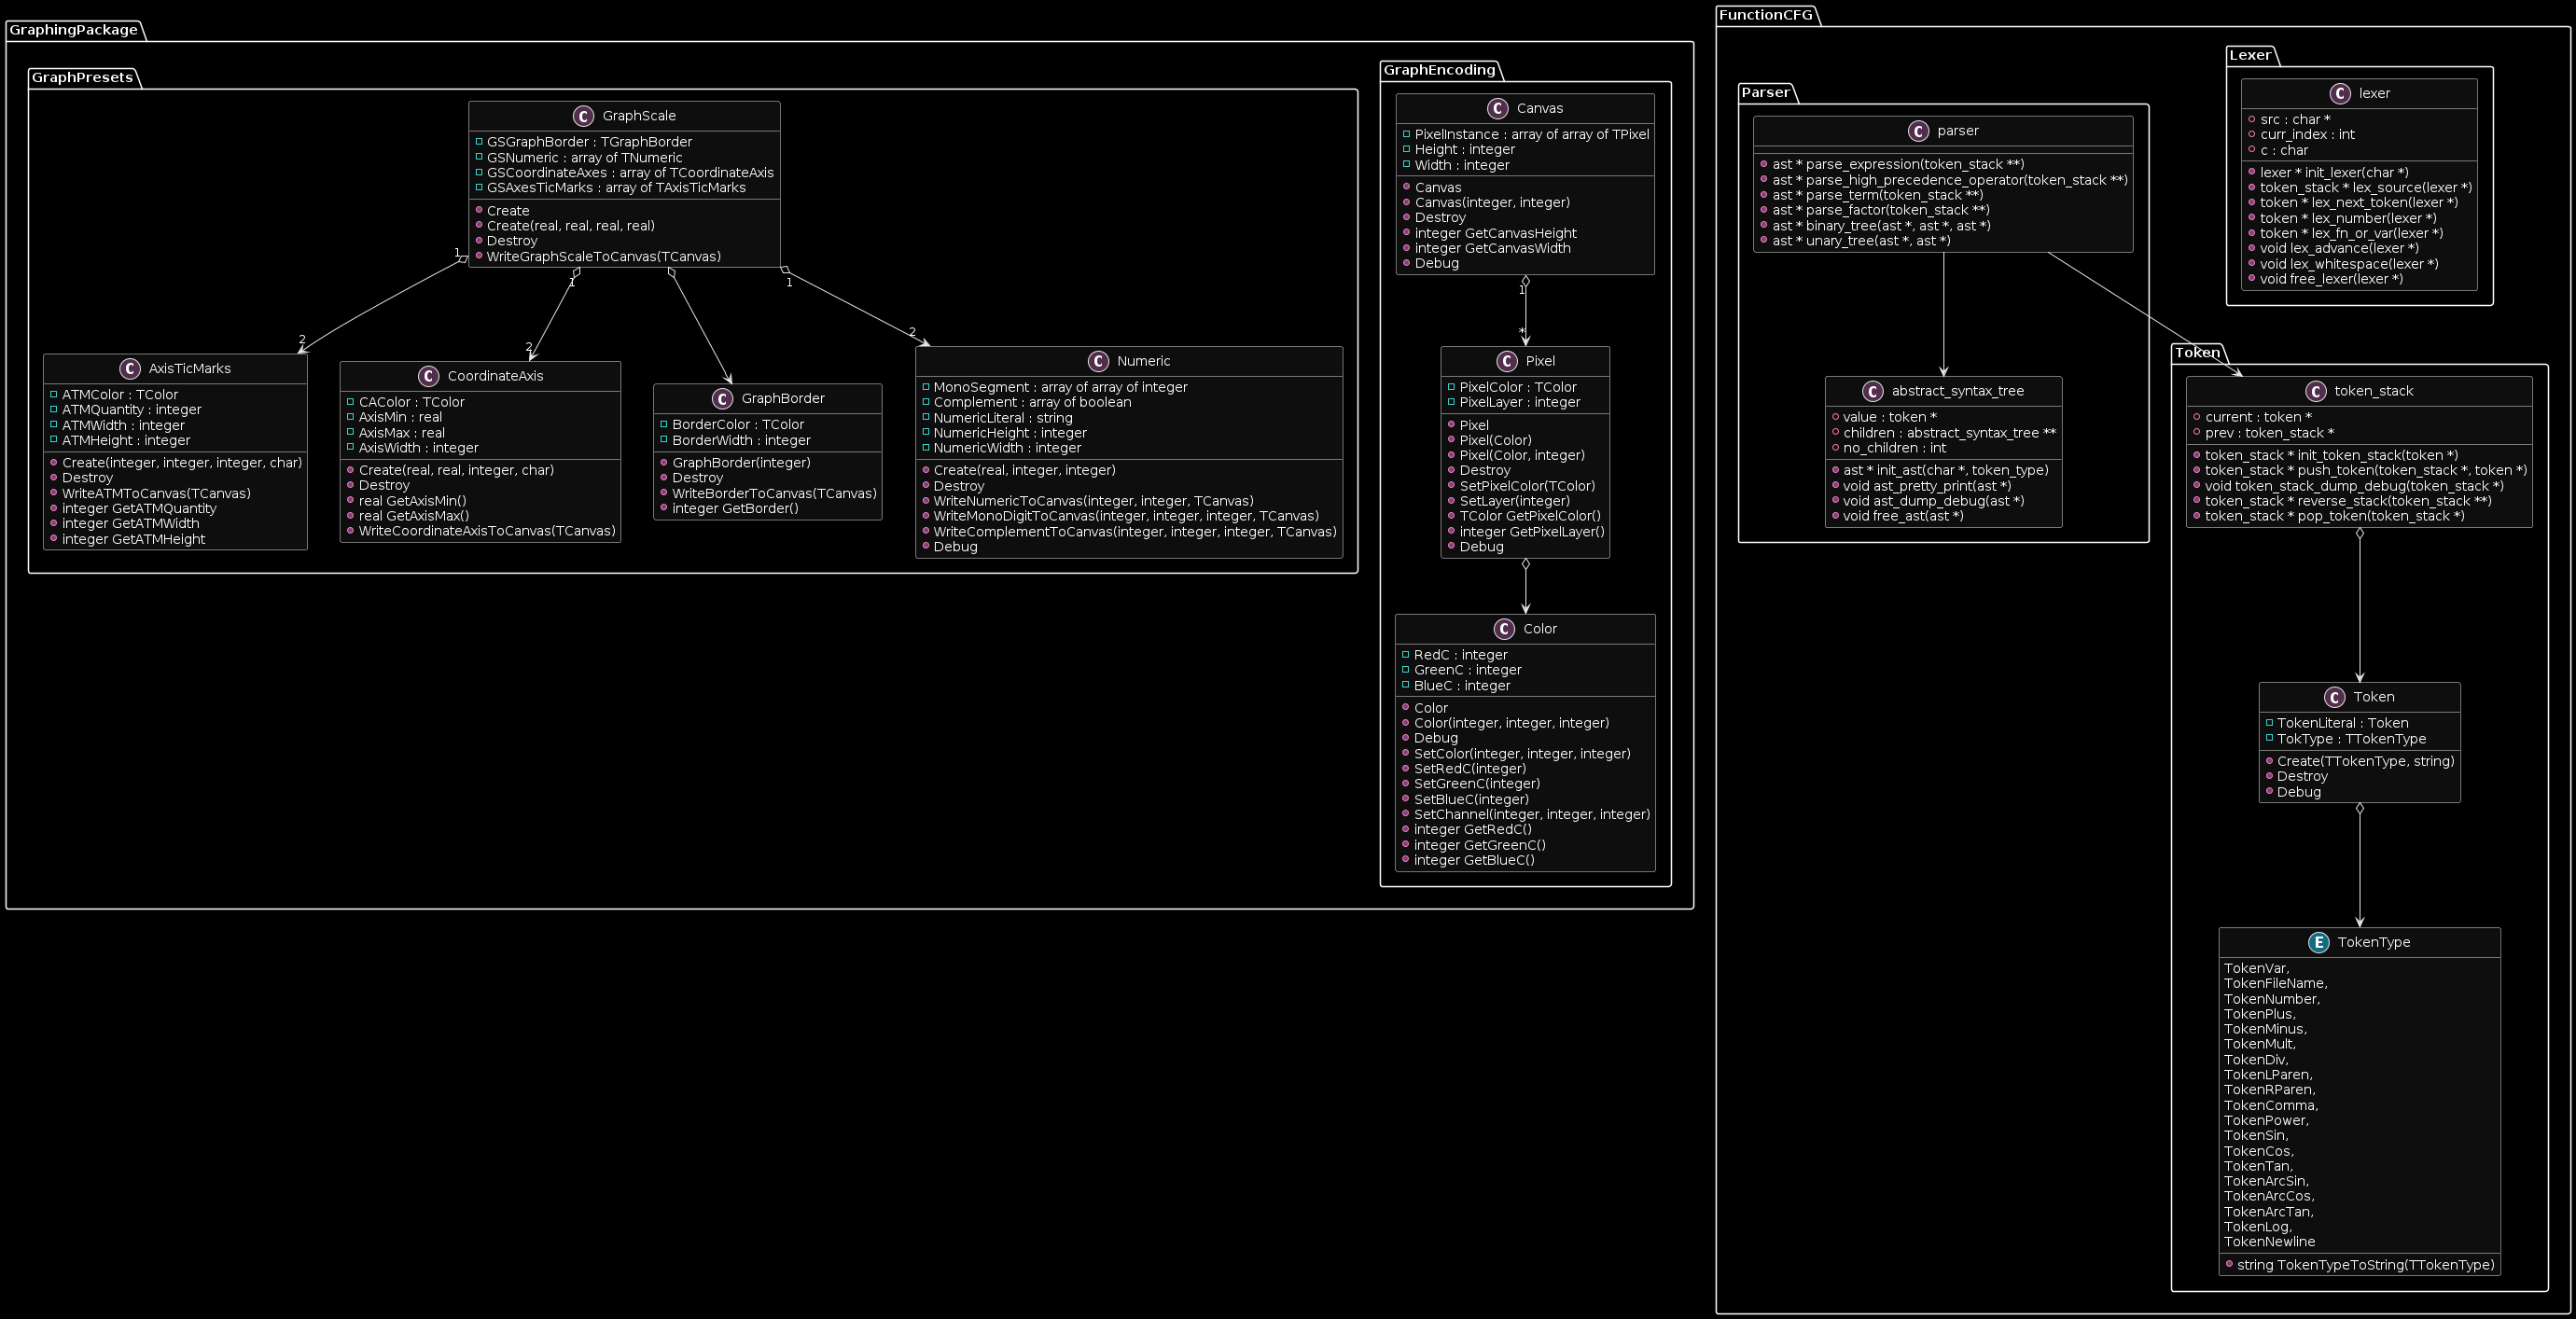 GraphingPackage
GraphPresets
C GraphScale
GSGraphBorder : TGraphBorder
GSNumeric : array of TNumeric
GSCoordinateAxes : array of TCoordinateAxis
GSAxesTicMarks : array of TAxisTicMarks
Create
Create(real, real, real, real)
Destroy
WriteGraphScaleToCanvas(TCanvas)
1
1
1
2
2
2
C AxisTicMarks
ATMColor : TColor
ATMQuantity : integer
ATMWidth : integer
ATMHeight : integer
Create(integer, integer, integer, char)
Destroy
WriteATMToCanvas(TCanvas)
integer GetATMQuantity
integer GetATMWidth
integer GetATMHeight
C CoordinateAxis
CAColor : TColor
AxisMin : real
AxisMax : real
AxisWidth : integer
Create(real, real, integer, char)
Destroy
real GetAxisMin()
real GetAxisMax()
WriteCoordinateAxisToCanvas(TCanvas)
C GraphBorder
BorderColor : TColor
BorderWidth : integer
GraphBorder(integer)
Destroy
WriteBorderToCanvas(TCanvas)
integer GetBorder()
C Numeric
MonoSegment : array of array of integer
Complement : array of boolean
NumericLiteral : string
NumericHeight : integer
NumericWidth : integer
Create(real, integer, integer)
Destroy
WriteNumericToCanvas(integer, integer, TCanvas)
WriteMonoDigitToCanvas(integer, integer, integer, TCanvas)
WriteComplementToCanvas(integer, integer, integer, TCanvas)
Debug
GraphEncoding
C Canvas
PixelInstance : array of array of TPixel
Height : integer
Width : integer
Canvas
Canvas(integer, integer)
Destroy
integer GetCanvasHeight
integer GetCanvasWidth
Debug
1
*
C Pixel
PixelColor : TColor
PixelLayer : integer
Pixel
Pixel(Color)
Pixel(Color, integer)
Destroy
SetPixelColor(TColor)
SetLayer(integer)
TColor GetPixelColor()
integer GetPixelLayer()
Debug
C Color
RedC : integer
GreenC : integer
BlueC : integer
Color
Color(integer, integer, integer)
Debug
SetColor(integer, integer, integer)
SetRedC(integer)
SetGreenC(integer)
SetBlueC(integer)
SetChannel(integer, integer, integer)
integer GetRedC()
integer GetGreenC()
integer GetBlueC()
FunctionCFG
Parser
C parser
ast * parse_expression(token_stack **)
ast * parse_high_precedence_operator(token_stack **)
ast * parse_term(token_stack **)
ast * parse_factor(token_stack **)
ast * binary_tree(ast *, ast *, ast *)
ast * unary_tree(ast *, ast *)
C abstract_syntax_tree
value : token *
children : abstract_syntax_tree **
no_children : int
ast * init_ast(char *, token_type)
void ast_pretty_print(ast *)
void ast_dump_debug(ast *)
void free_ast(ast *)
Lexer
C lexer
src : char *
curr_index : int
c : char
lexer * init_lexer(char *)
token_stack * lex_source(lexer *)
token * lex_next_token(lexer *)
token * lex_number(lexer *)
token * lex_fn_or_var(lexer *)
void lex_advance(lexer *)
void lex_whitespace(lexer *)
void free_lexer(lexer *)
Token
C token_stack
current : token *
prev : token_stack *
token_stack * init_token_stack(token *)
token_stack * push_token(token_stack *, token *)
void token_stack_dump_debug(token_stack *)
token_stack * reverse_stack(token_stack **)
token_stack * pop_token(token_stack *)
C Token
TokenLiteral : Token
TokType : TTokenType
Create(TTokenType, string)
Destroy
Debug
E TokenType
TokenVar,
TokenFileName,
TokenNumber,
TokenPlus,
TokenMinus,
TokenMult,
TokenDiv,
TokenLParen,
TokenRParen,
TokenComma,
TokenPower,
TokenSin,
TokenCos,
TokenTan,
TokenArcSin,
TokenArcCos,
TokenArcTan,
TokenLog,
TokenNewline
string TokenTypeToString(TTokenType)